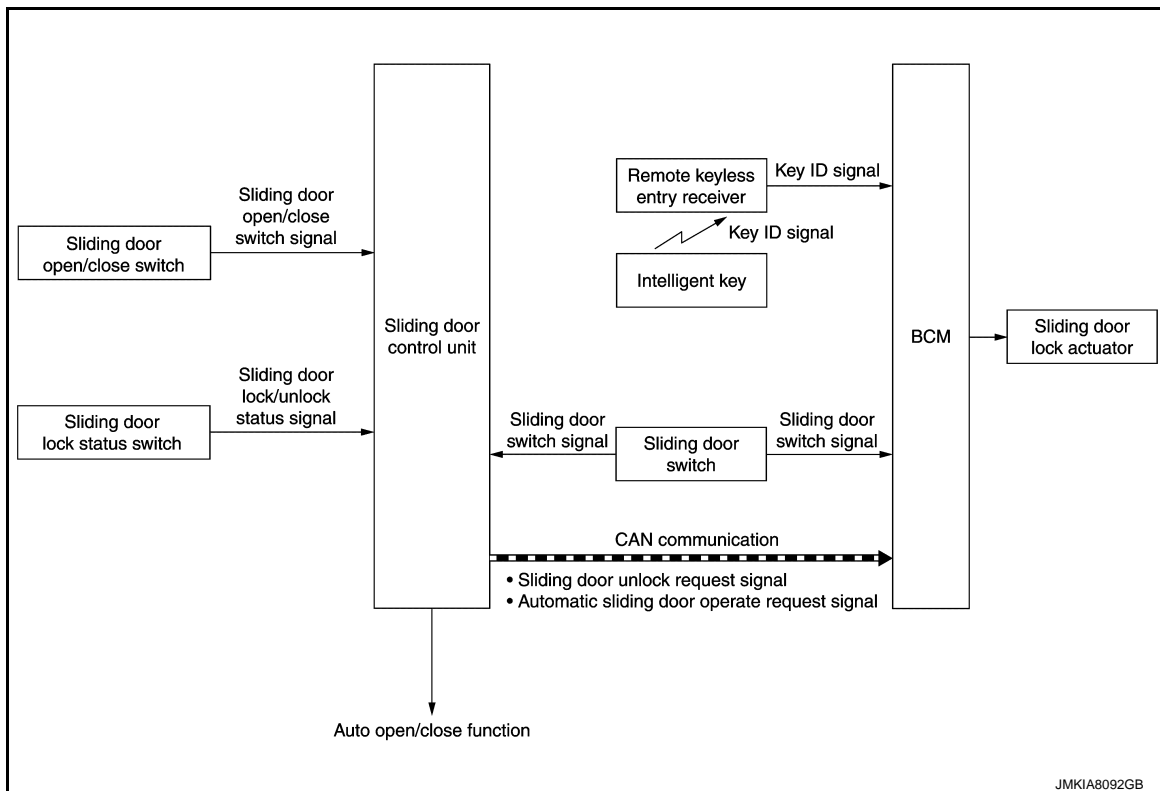 Sliding door
open/close switch
Sliding door
open/close
switch signal
Sliding door
lock status switch
Sliding door
lock/unlock
status signal
Sliding door
control unit
Auto open/close function
Remote keyless
entry receiver
Key ID signal
Key ID signal
Intelligent key
Sliding door
switch signal
Sliding door
switch
Sliding door
switch signal
CAN communication
• Sliding door unlock request signal
• Automatic sliding door operate request signal
BCM
Sliding door
lock actuator
JMKIA8092GB